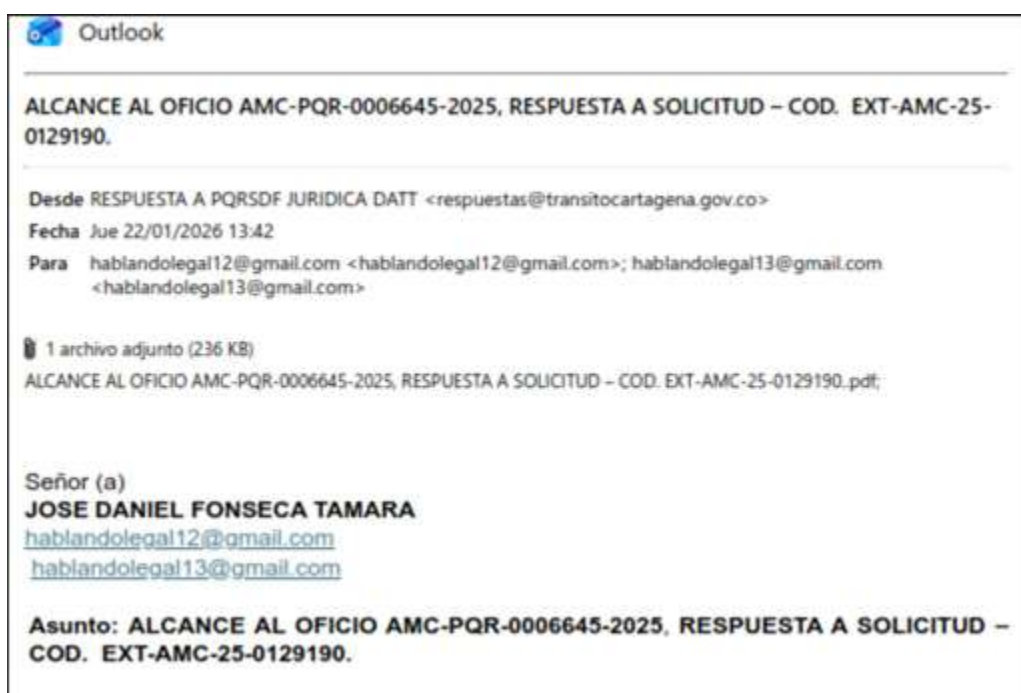 Outlook
ALCANCE AL OFICIO AMC-PQR-0006645-2025, RESPUESTA A SOLICITUD – COD. EXT-AMC-25-
0129190.
Desde RESPUESTA A PQRSDF JURIDICA DATT <respuestas@transitocartagena.gov.co>
Fecha Jue 22/01/2026 13:42
Para hablandolegal12@gmail.com <hablandolegal12@gmail.com>; hablandolegal13@gmail.com
<hablandolegal13@gmail.com>
1 archivo adjunto (236 KB)
ALCANCE AL OFICIO AMC-PQR-0006645-2025, RESPUESTA A SOLICITUD – COD. EXT-AMC-25-0129190..pdf;
Señor (a)
JOSE DANIEL FONSECA TAMARA
hablandolegal12@gmail.com
hablandolegal13@gmail.com
Asunto: ALCANCE AL OFICIO AMC-PQR-0006645-2025, RESPUESTA A SOLICITUD –
COD. EXT-AMC-25-0129190.